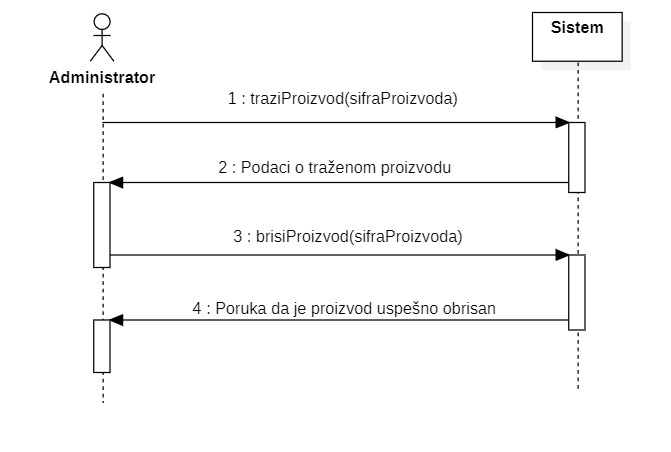 Sistem
Administrator
1 : traziProizvod(sifraProizvoda)
2 : Podaci o traženom proizvodu
3 : brisiProizvod(sifraProizvoda)
4 : Poruka da je proizvod uspešno obrisan